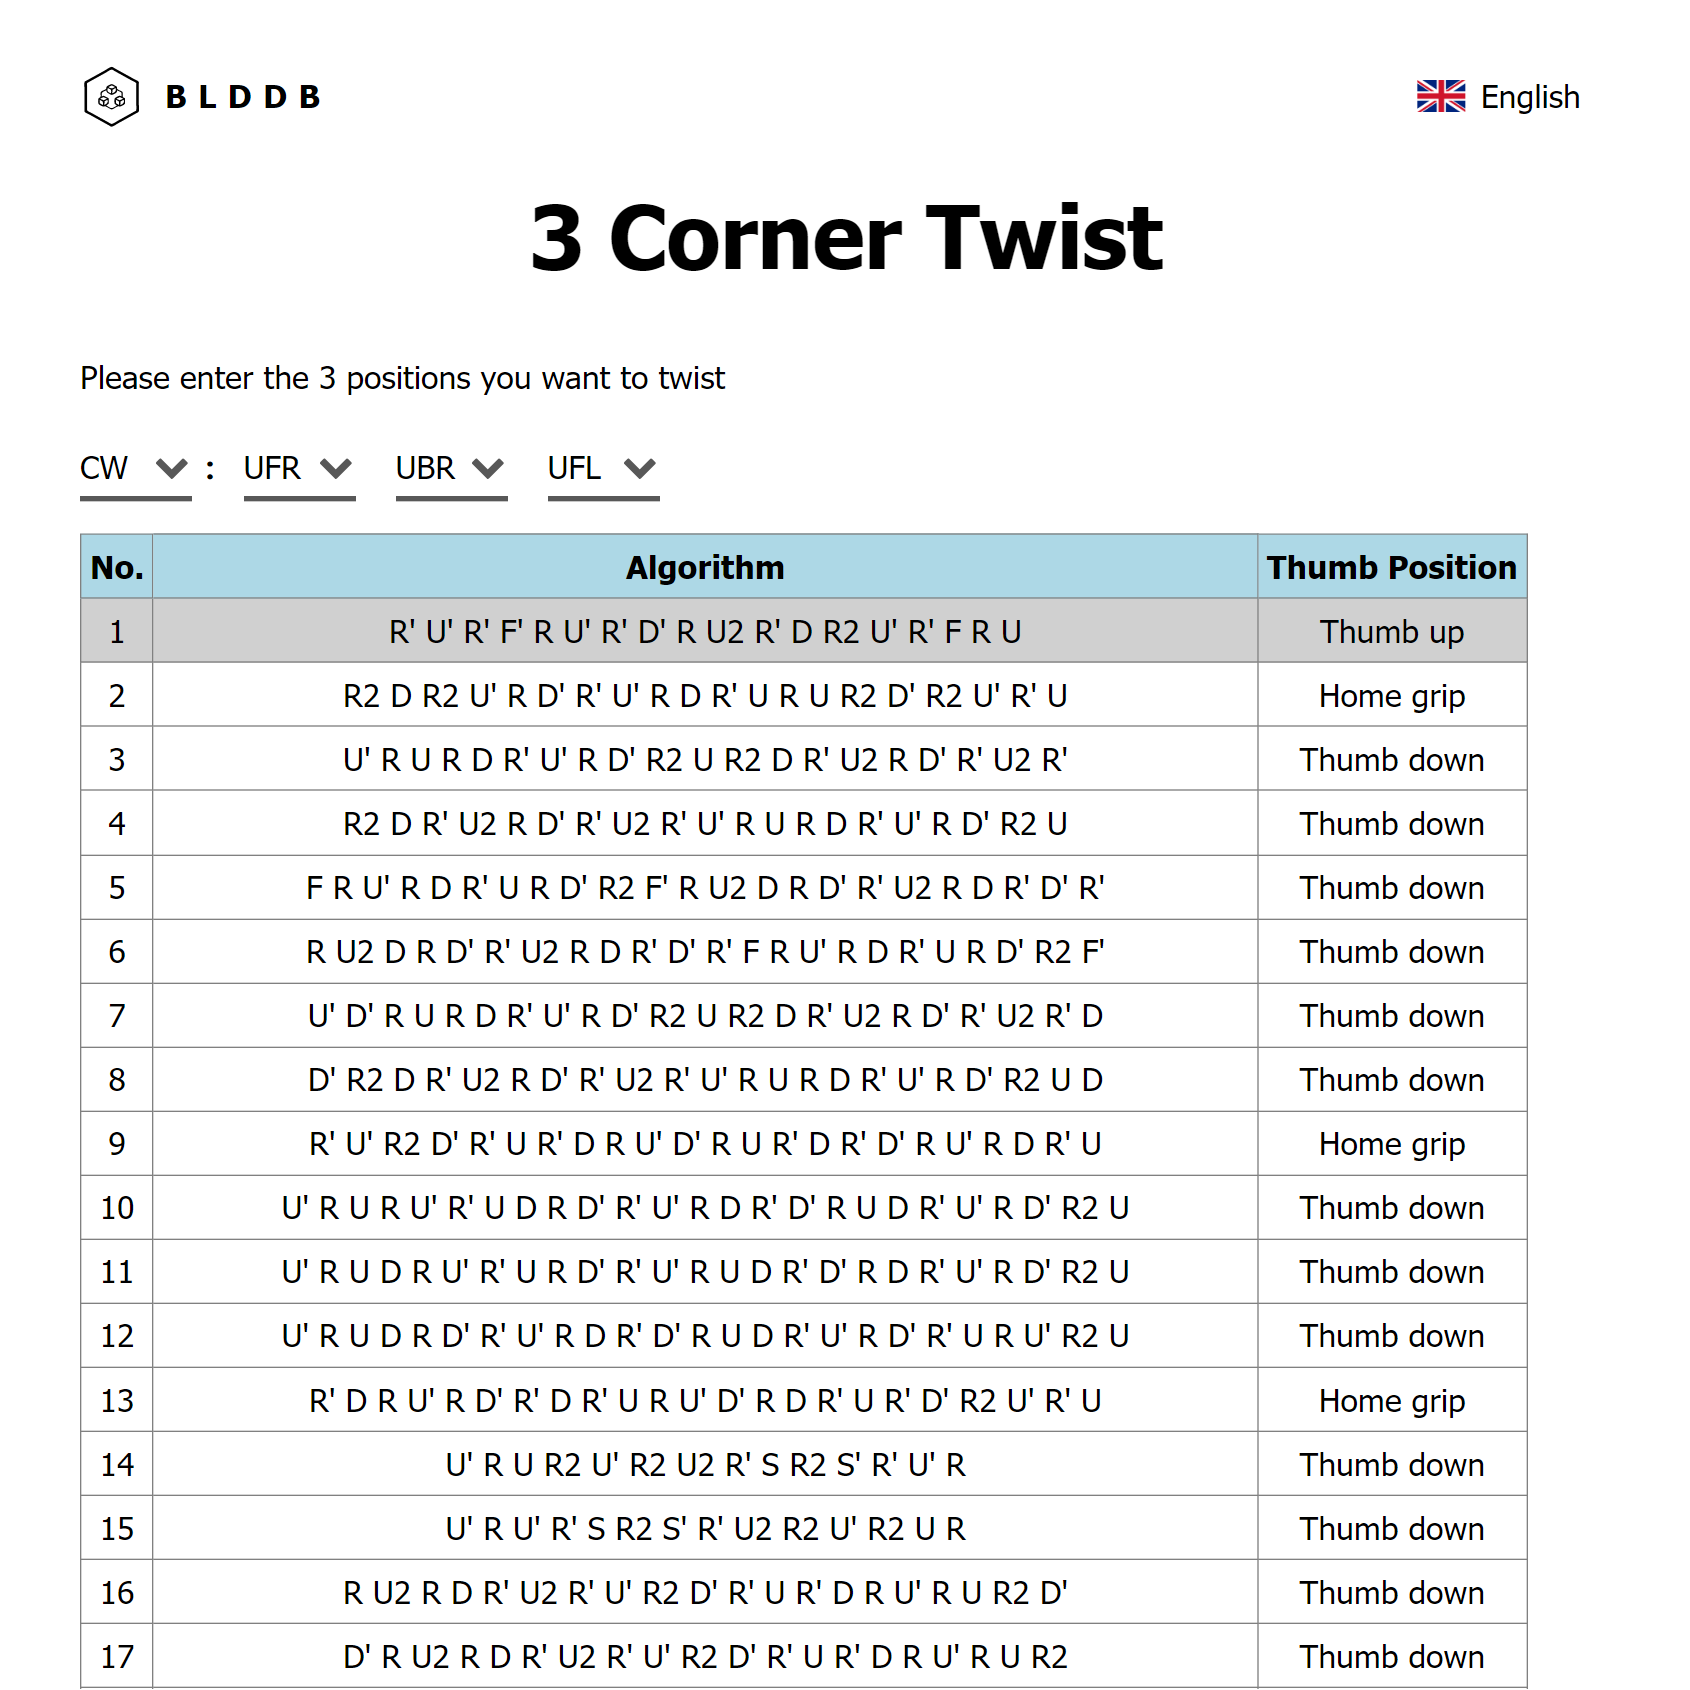 BLDDB English
3 Corner Twist
Please enter the 3 positions you want to twist
CW : UFR UBR UFL
No. Algorithm Thumb Position
1 R' U' R' F' R U' R' D' R U2 R' D R2 U' R' F R U Thumb up
2 R2 D R2 U' R D' R' U' R D R' U R U R2 D' R2 U' R' U Home grip
3 U' R U R D R' U' R D' R2 U R2 D R' U2 R D' R' U2 R' Thumb down
4 R2 D R' U2 R D' R' U2 R' U' R U R D R' U' R D' R2 U Thumb down
5 F R U' R D R' U R D' R2 F' R U2 D R D' R' U2 R D R' D' R' Thumb down
6 R U2 D R D' R' U2 R D R' D' R' F R U' R D R' U R D' R2 F' Thumb down
7 U' D' R U R D R' U' R D' R2 U R2 D R' U2 R D' R' U2 R' D Thumb down
8 D' R2 D R' U2 R D' R' U2 R' U' R U R D R' U' R D' R2 U D Thumb down
9 R' U' R2 D' R' U R' D R U' D' R U R' D R' D' R U' R D R' U Home grip
10 U' R U R U' R' U D R D' R' U' R D R' D' R U D R' U' R D' R2 U Thumb down
11 U' R U D R U' R' U R D' R' U' R U D R' D' R D R' U' R D' R2 U Thumb down
12 U' R U D R D' R' U' R D R' D' R U D R' U' R D' R' U R U' R2 U Thumb down
13 R' D R U' R D' R' D R' U R U' D' R D R' U R' D' R2 U' R' U Home grip
14 U' R U R2 U' R2 U2 R' S R2 S' R' U' R Thumb down
15 U' R U' R' S R2 S' R' U2 R2 U' R2 U R Thumb down
16 R U2 R D R' U2 R' U' R2 D' R' U R' D R U' R U R2 D' Thumb down
17 D' R U2 R D R' U2 R' U' R2 D' R' U R' D R U' R U R2 Thumb down